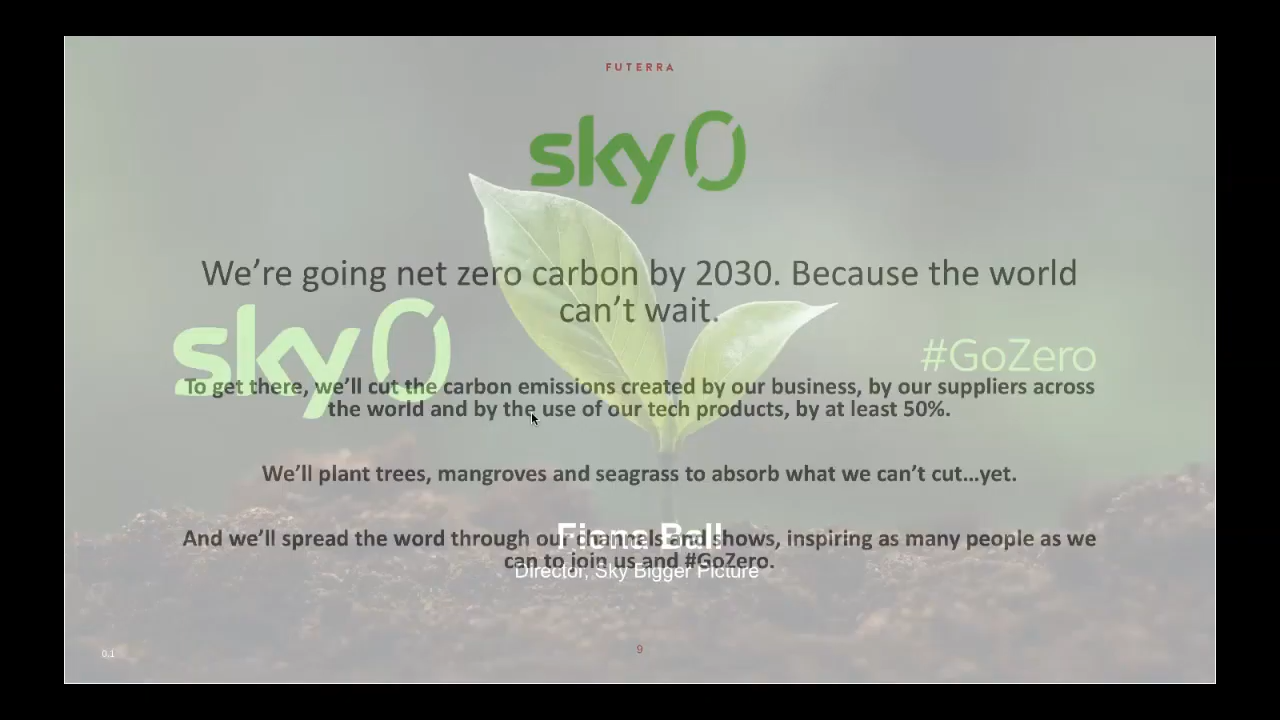 FUTERRA
sky0
We’re going net zero carbon by 2030. Because the world
can’t wait.
sky0
#GoZero
To get there, we’ll cut the carbon emissions created by our business, by our suppliers across
the world and by the use of our tech products, by at least 50%.
We’ll plant trees, mangroves and seagrass to absorb what we can’t cut…yet.
Fiona Ball
And we’ll spread the word through our channels and shows, inspiring as many people as we
can to join us and #GoZero.
Director, Sky Bigger Picture
0.1
9